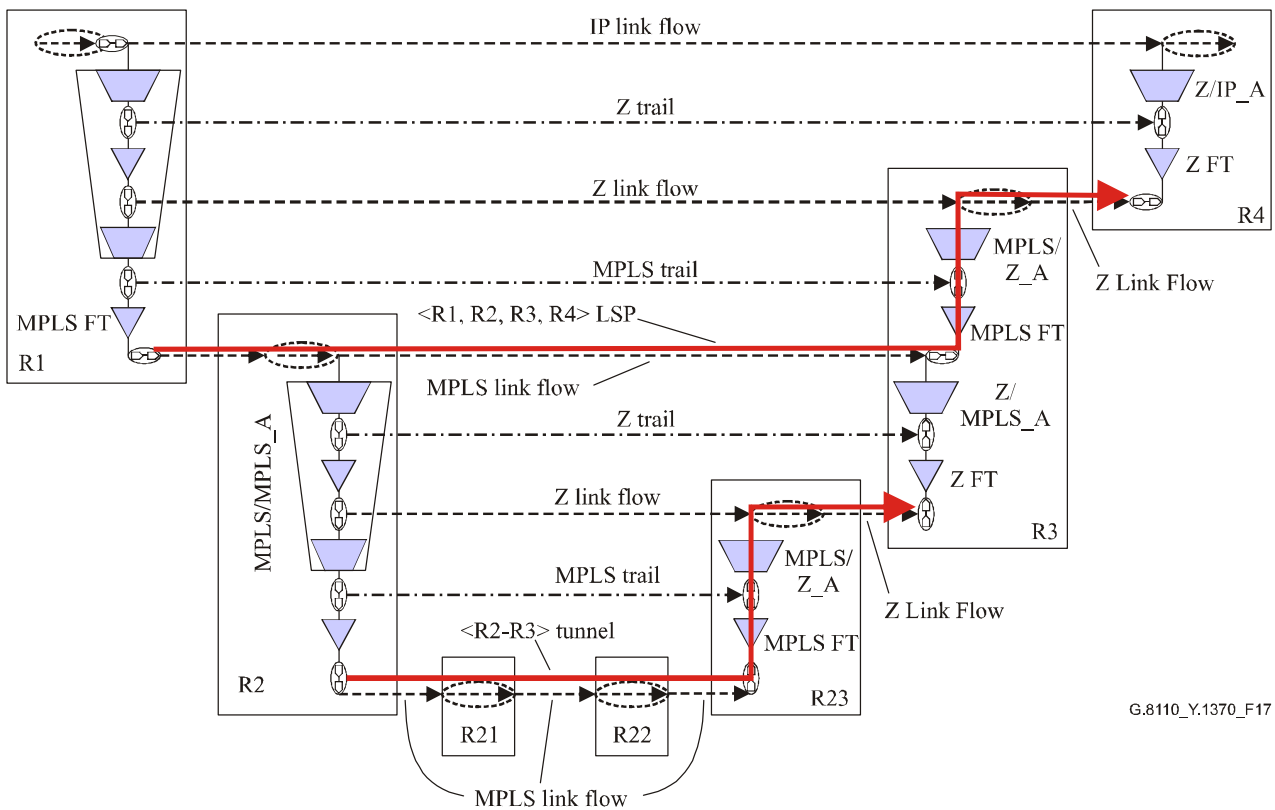 IP link flow
Z/IP_A
Z trail
Z FT
Z link flow
R4
MPLS/
Z_A
MPLS trail
Z Link Flow
<R1, R2, R3, R4> LSP
MPLS FT
MPLS FT
R1
MPLS link flow
Z/
MPLS_A
MPLS/MPLS_A
Z trail
Z FT
Z link flow
R3
MPLS/
Z_A
MPLS trail
Z Link Flow
<R2-R3> tunnel
MPLS FT
R2
R23
R21
R22
G.8110_Y.1370_F17
MPLS link flow